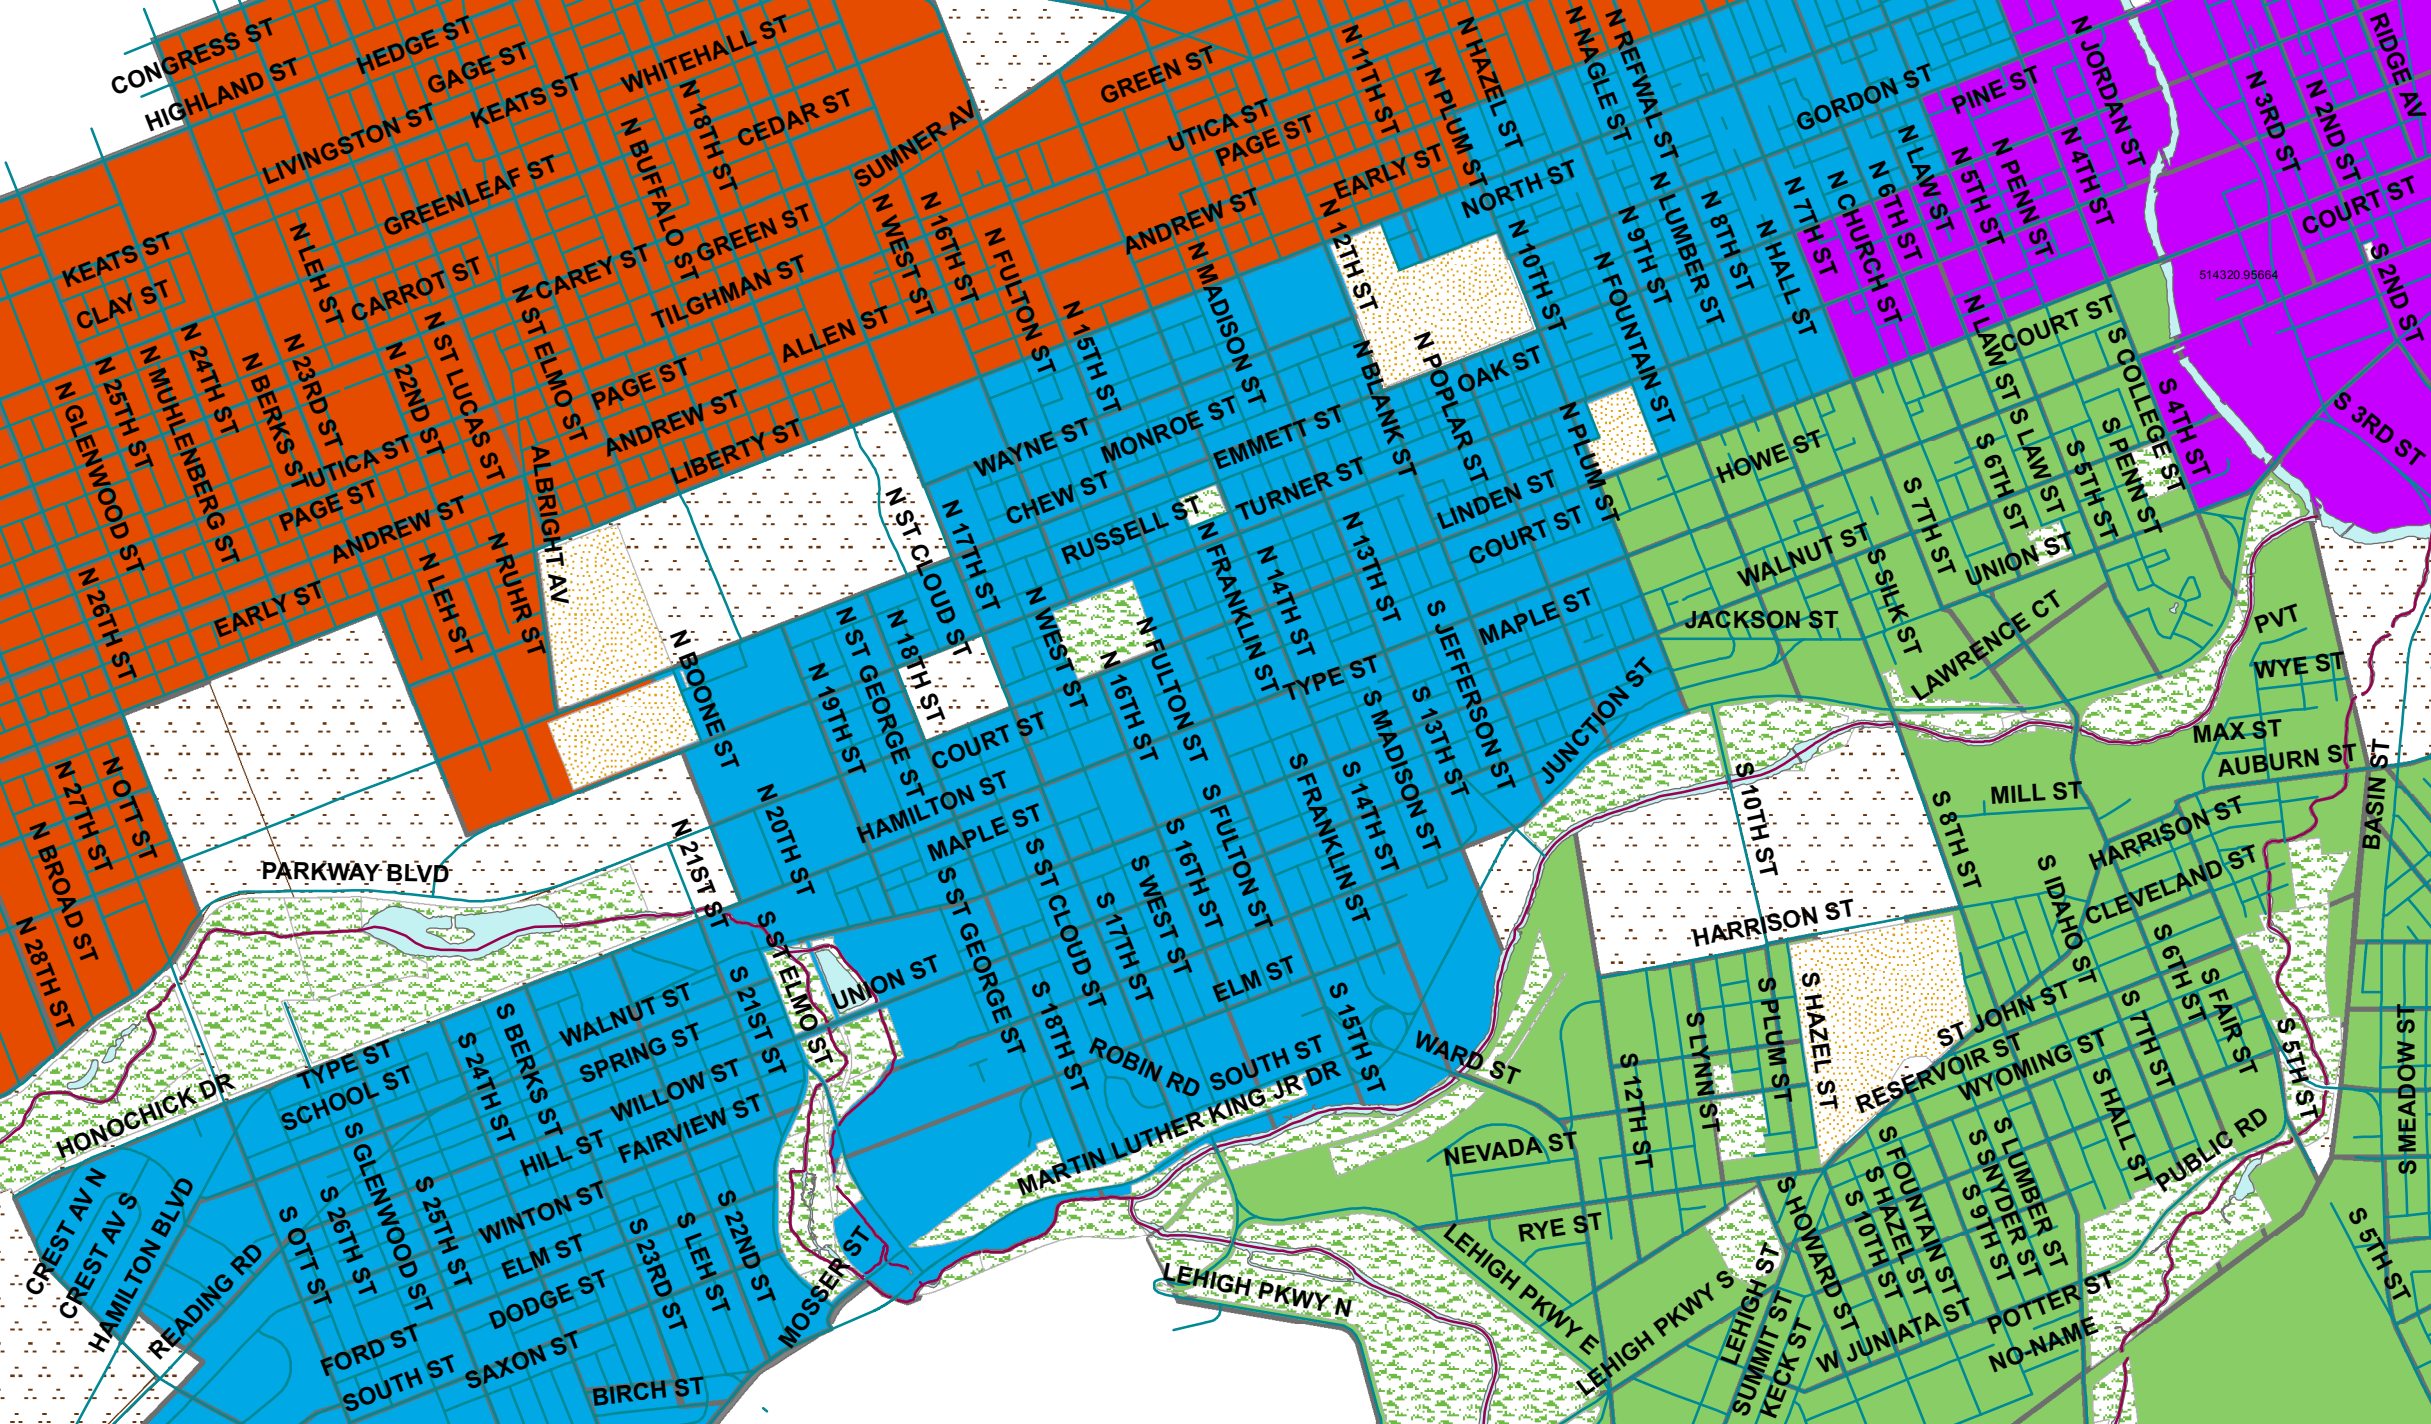 CONGRESS ST
HIGHLAND ST
HEDGE ST
GAGE ST
LIVINGSTON ST
KEATS ST
WHITEHALL ST
N 18TH ST
CEDAR ST
N BUFFALO ST
SUMNER AV
GREEN ST
UTICA ST
PAGE ST
N 11TH ST
N PLUM ST
N HAZEL ST
N NAGLE ST
N REFWAL ST
GORDON ST
PINE ST
N JORDAN ST
N 3RD ST
N 2ND ST
RIDGE AV
GREENLEAF ST
KEATS ST
CLAY ST
N LEH ST
CARROT ST
CAREY ST
GREEN ST
TILGHMAN ST
N WEST ST
N 16TH ST
N FULTON ST
ANDREW ST
EARLY ST
NORTH ST
N 12TH ST
N 10TH ST
N 9TH ST
N LUMBER ST
N 8TH ST
N HALL ST
N 7TH ST
N CHURCH ST
N 6TH ST
N LAW ST
N 5TH ST
N PENN ST
N 4TH ST
COURT ST
514320.95664
S 2ND ST
N GLENWOOD ST
N 25TH ST
N MUHLENBERG ST
N 24TH ST
N BERKS ST
N 23RD ST
N 22ND ST
N ST LUCAS ST
N ST ELMO ST
PAGE ST
ALLEN ST
ANDREW ST
LIBERTY ST
N 15TH ST
N MADISON ST
N BLANK ST
N POPLAR ST
OAK ST
N FOUNTAIN ST
N PLUM ST
N LAW ST
COURT ST
S COLLEGE ST
S 4TH ST
S 3RD ST
UTICA ST
PAGE ST
ANDREW ST
EARLY ST
ALBRIGHT AV
WAYNE ST
MONROE ST
CHEW ST
EMMETT ST
TURNER ST
RUSSELL ST
LINDEN ST
COURT ST
HOWE ST
WALNUT ST
S 7TH ST
S 6TH ST
S LAW ST
S 5TH ST
S PENN ST
UNION ST
N 26TH ST
N LEH ST
N RUHR ST
N ST CLOUD ST
N 17TH ST
N WEST ST
N FRANKLIN ST
N 14TH ST
N 13TH ST
S JEFFERSON ST
MAPLE ST
JACKSON ST
S SILK ST
LAWRENCE CT
PVT
WYE ST
N BOONE ST
N 19TH ST
N ST GEORGE ST
N 18TH ST
N 16TH ST
N FULTON ST
TYPE ST
S MADISON ST
S 13TH ST
JUNCTION ST
MAX ST
AUBURN ST
BASIN ST
N OTT ST
N 27TH ST
N BROAD ST
N 28TH ST
PARKWAY BLVD
N 21ST ST
N 20TH ST
COURT ST
HAMILTON ST
MAPLE ST
S ST CLOUD ST
S ST GEORGE ST
S 17TH ST
S WEST ST
S 16TH ST
S FULTON ST
S FRANKLIN ST
S 14TH ST
S 10TH ST
S 8TH ST
MILL ST
HARRISON ST
CLEVELAND ST
S IDAHO ST
HARRISON ST
S ST ELMO ST
UNION ST
ELM ST
S 15TH ST
S 18TH ST
ROBIN RD
SOUTH ST
MARTIN LUTHER KING JR DR
WARD ST
S 12TH ST
S LYNN ST
S PLUM ST
S HAZEL ST
ST JOHN ST
RESERVOIR ST
WYOMING ST
S 6TH ST
S FAIR ST
S 7TH ST
S 5TH ST
S HALL ST
PUBLIC RD
S MEADOW ST
HONOCHICK DR
TYPE ST
SCHOOL ST
S 24TH ST
S BERKS ST
WALNUT ST
SPRING ST
WILLOW ST
S 21ST ST
HILL ST
FAIRVIEW ST
WINTON ST
ELM ST
DODGE ST
CREST AV N
CREST AV S
HAMILTON BLVD
READING RD
S OTT ST
S 26TH ST
S GLENWOOD ST
S 25TH ST
S 23RD ST
S LEH ST
S 22ND ST
FORD ST
SOUTH ST
SAXON ST
BIRCH ST
MOSSER ST
LEHIGH PKWY N
LEHIGH PKWY E
LEHIGH PKWY S
NEVADA ST
RYE ST
LEHIGH ST
SUMMIT ST
KECK ST
S HOWARD ST
S 10TH ST
S HAZEL ST
S FOUNTAIN ST
S 9TH ST
S SNYDER ST
S LUMBER ST
W JUNIATA ST
POTTER ST
NO-NAME
S 5TH ST